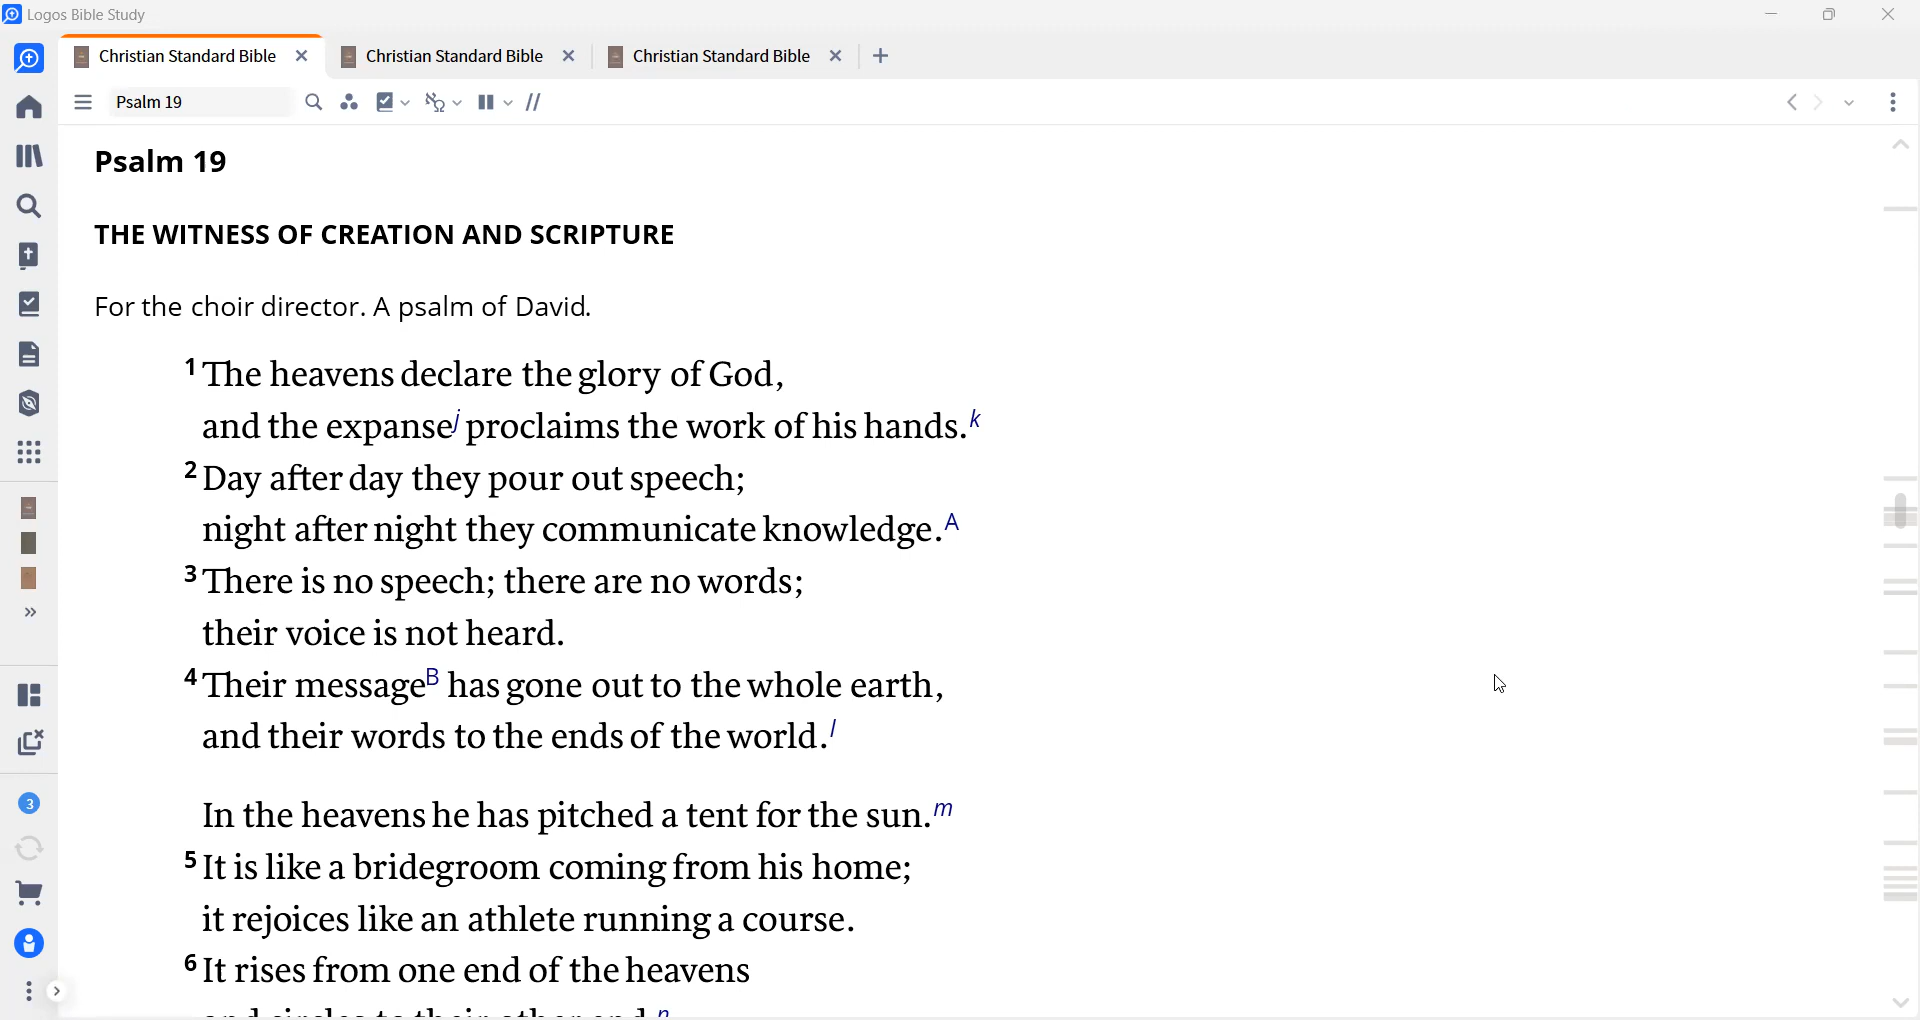 Logos Bible Study
Christian Standard Bible
Christian Standard Bible
Christian Standard Bible
Psalm 19
Psalm 19
THE WITNESS OF CREATION AND SCRIPTURE
For the choir director. A psalm of David.
1 The heavens declare the glory of God,
and the expanse j proclaims the work of his hands. k
2 Day after day they pour out speech;
night after night they communicate knowledge. A
3 There is no speech; there are no words;
their voice is not heard.
4 Their message B has gone out to the whole earth,
and their words to the ends of the world. l
In the heavens he has pitched a tent for the sun. m
5 It is like a bridegroom coming from his home;
it rejoices like an athlete running a course.
6 It rises from one end of the heavens
and circles to their other end n
3